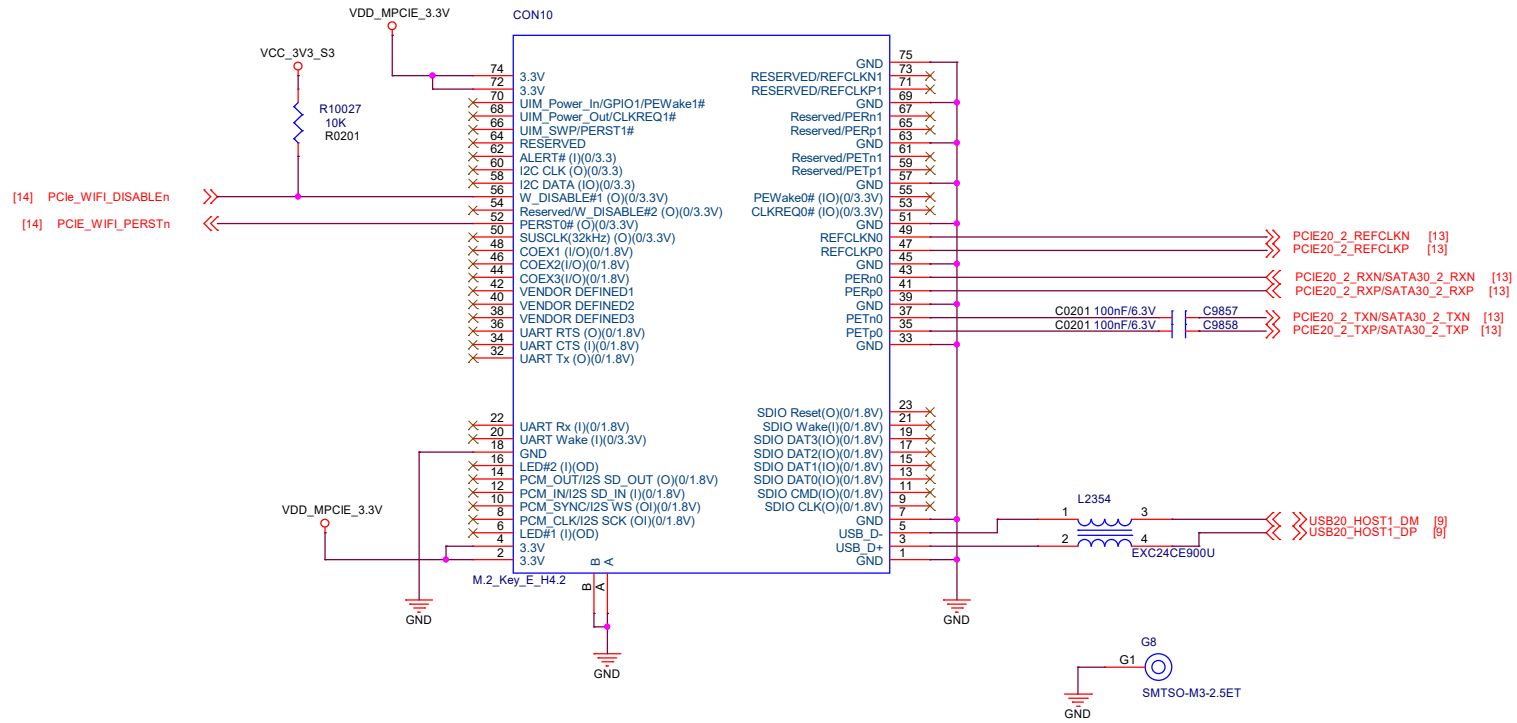 VDD_MPCIE_3.3V
CON10
VCC_3V3_S3
R10027
10K
R0201
[14] PCIe_WIFI_DISABLEn
[14] PCIE_WIFI_PERSTn
74 3.3V
72 3.3V
70 UIM_Power_In/GPIO1/PEWake1#
68 UIM_Power_Out/CLKREQ1#
66 UIM_SWP/PERST1#
64 RESERVED
62 ALERT# (I)(0/3.3)
60 I2C CLK (O)(0/3.3)
58 I2C DATA (IO)(0/3.3)
56 W_DISABLE#1 (O)(0/3.3V)
54 Reserved/W_DISABLE#2 (O)(0/3.3V)
52 PERST0# (O)(0/3.3V)
50 SUSCLK(32kHz) (O)(0/3.3V)
48 COEX1 (I/O)(0/1.8V)
46 COEX2(I/O)(0/1.8V)
44 COEX3(I/O)(0/1.8V)
42 VENDOR DEFINED1
40 VENDOR DEFINED2
38 VENDOR DEFINED3
36 UART RTS (O)(0/1.8V)
34 UART CTS (I)(0/1.8V)
32 UART Tx (O)(0/1.8V)
22 UART Rx (I)(0/1.8V)
20 UART Wake (I)(0/3.3V)
18 GND
16 LED#2 (I)(OD)
14 PCM_OUT/I2S SD_OUT (O)(0/1.8V)
12 PCM_IN/I2S SD_IN (I)(0/1.8V)
10 PCM_SYNC/I2S WS (OI)(0/1.8V)
8 PCM_CLK/I2S SCK (OI)(0/1.8V)
6 LED#1 (I)(OD)
4 3.3V
2 3.3V
VDD_MPCIE_3.3V
GND 75
RESERVED/REFCLKN1 73
RESERVED/REFCLKP1 71
GND 69
Reserved/PERn1 67
Reserved/PERp1 65
GND 63
Reserved/PETn1 61
Reserved/PETp1 59
GND 57
PEWake0# (IO)(0/3.3V) 55
CLKREQ0# (IO)(0/3.3V) 53
GND 51
REFCLKN0 49
REFCLKP0 47
GND 45
PERn0 43
PERp0 41
GND 39
PETn0 37
PETp0 35
GND 33
SDIO Reset(O)(0/1.8V) 23
SDIO Wake(I)(0/1.8V) 21
SDIO DAT3(IO)(0/1.8V) 19
SDIO DAT2(IO)(0/1.8V) 17
SDIO DAT1(IO)(0/1.8V) 15
SDIO DAT0(IO)(0/1.8V) 13
SDIO CMD(IO)(0/1.8V) 11
SDIO CLK(O)(0/1.8V) 9
GND 7
USB_D- 5
USB_D+ 3
GND 1
B A
B A
M.2_Key_E_H4.2
PCIE20_2_REFCLKN [13]
PCIE20_2_REFCLKP [13]
PCIE20_2_RXN/SATA30_2_RXN [13]
PCIE20_2_RXP/SATA30_2_RXP [13]
C0201 100nF/6.3V C9857
PCIE20_2_TXN/SATA30_2_TXN [13]
C0201 100nF/6.3V C9858
PCIE20_2_TXP/SATA30_2_TXP [13]
L2354
1 3
2 4
EXC24CE900U
USB20_HOST1_DM [9]
USB20_HOST1_DP [9]
GND
GND
GND
G8
G1
SMTSO-M3-2.5ET
GND